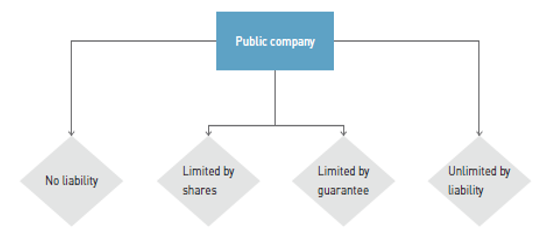 Public company
No liability
Limited by
shares
Limited by
guarantee
Unlimited by
liability